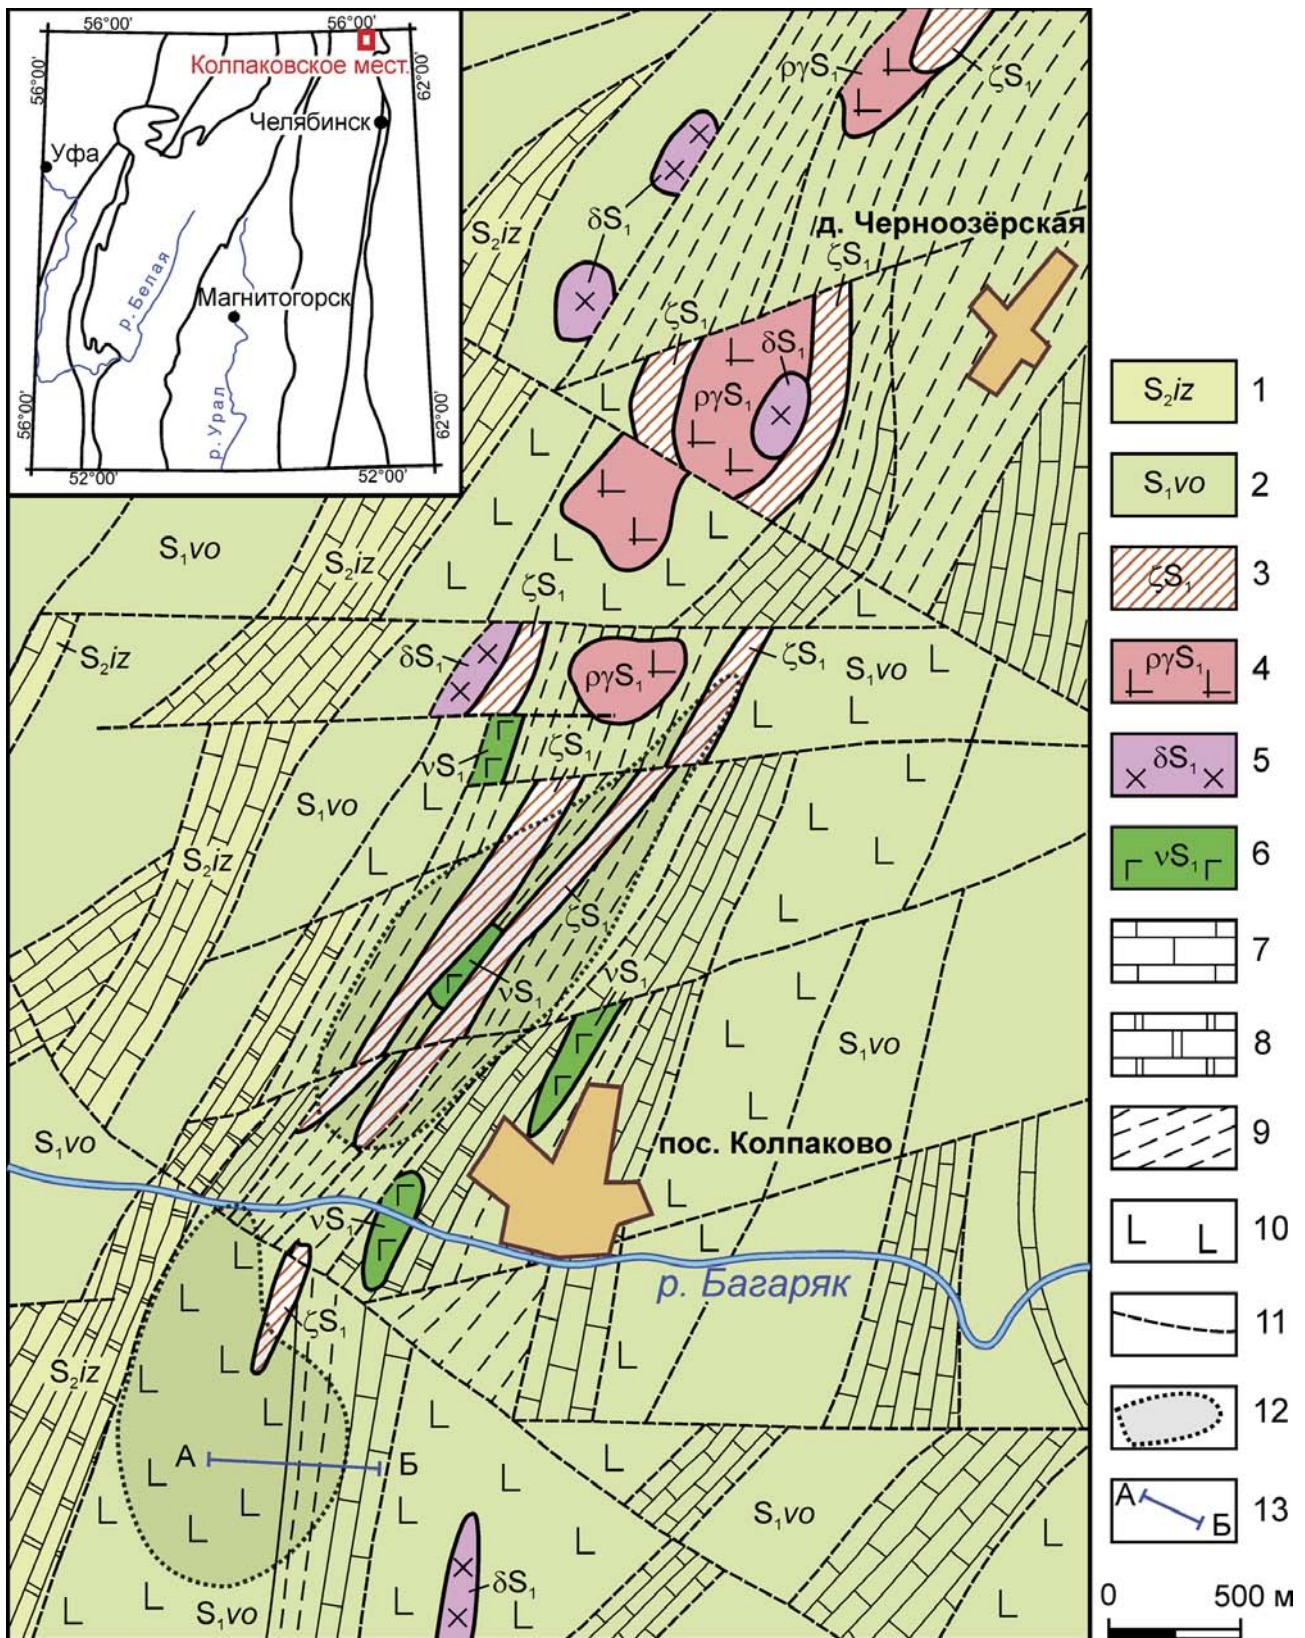 56°00'
56°00'
Колпаковское мест.
56°00'
62°00'
Челябинск
Уфа
р. Белая
Магнитогорск
р. Урал
56°00'
62°00'
52°00'
52°00'
ργS₁
ζS₁
δS₁
S₂iz
д. Черноозёрская
ζS₁
ζS₁
δS₁
ργS₁
S₁vo
S₂iz
ζS₁
S₂iz
δS₁
ργS₁
ζS₁
S₁vo
νS₁
ζS₁
S₁vo
S₂iz
ζS₁
νS₁
νS₁
S₁vo
S₁vo
пос. Колпаково
νS₁
р. Багаряк
ζS₁
S₂iz
А
Б
S₁vo
δS₁
S₁vo
S₂iz 1
S₁vo 2
ζS₁ 3
ργS₁ 4
δS₁ 5
νS₁ 6
7
8
9
10
11
12
А Б 13
0 500 м